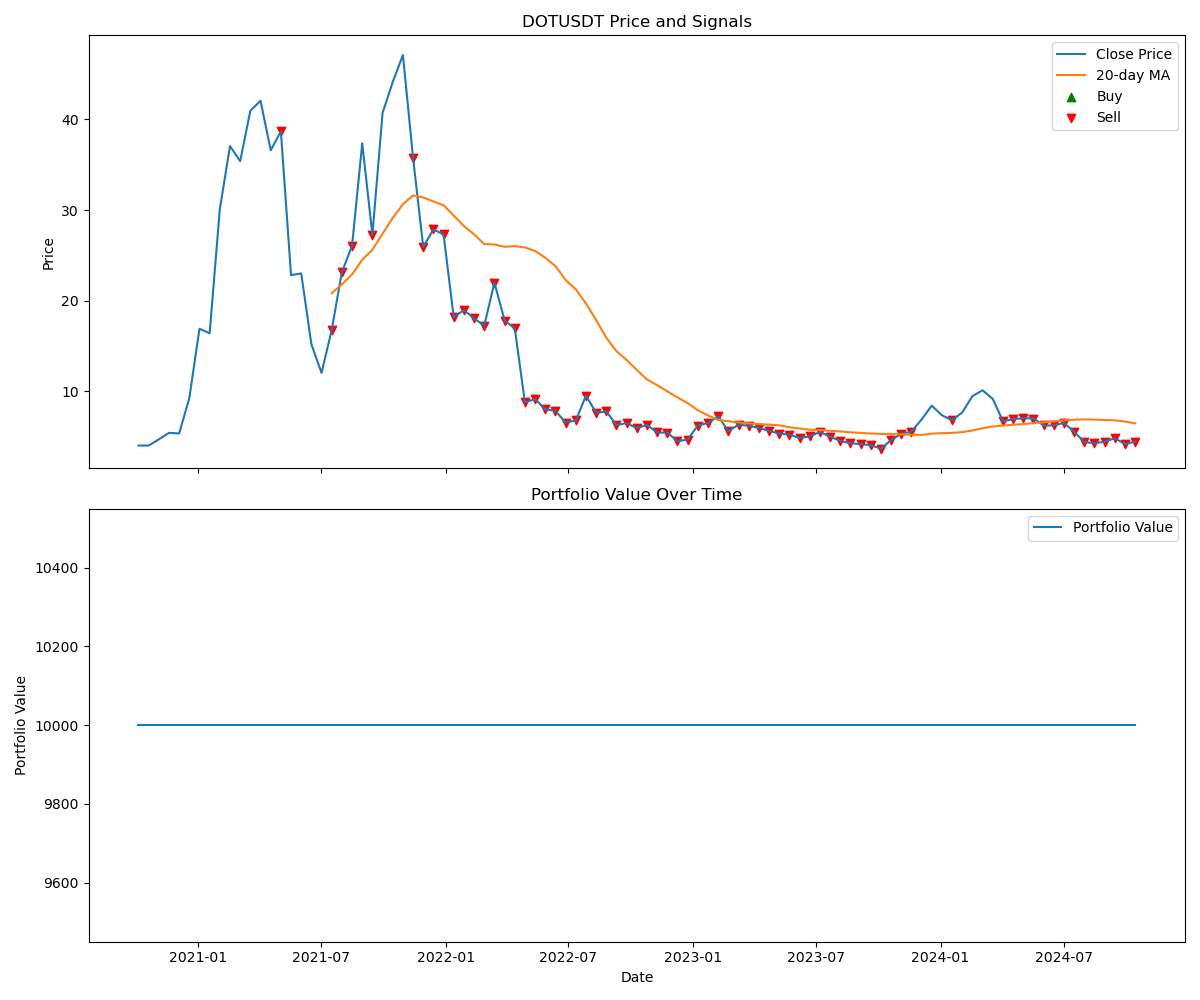 DOTUSDT Price and Signals
Close Price
20-day MA
Buy
Sell
Price
40
30
20
10
Portfolio Value Over Time
Portfolio Value
Portfolio Value
10400
10200
10000
9800
9600
2021-01 2021-07 2022-01 2022-07 2023-01 2023-07 2024-01 2024-07
Date